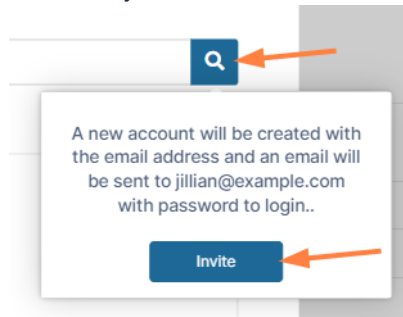 A new account will be created with
the email address and an email will
be sent to jillian@example.com
with password to login..
Invite